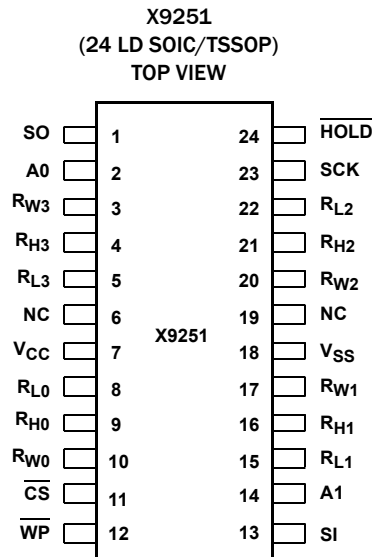 X9251
(24 LD SOIC/TSSOP)
TOP VIEW
SO 1 24 HOLD
A0 2 23 SCK
RW3 3 22 RL2
RH3 4 21 RH2
RL3 5 20 RW2
NC 6 19 NC
X9251
VCC 7 18 VSS
RL0 8 17 RW1
RH0 9 16 RH1
RW0 10 15 RL1
CS 11 14 A1
WP 12 13 SI